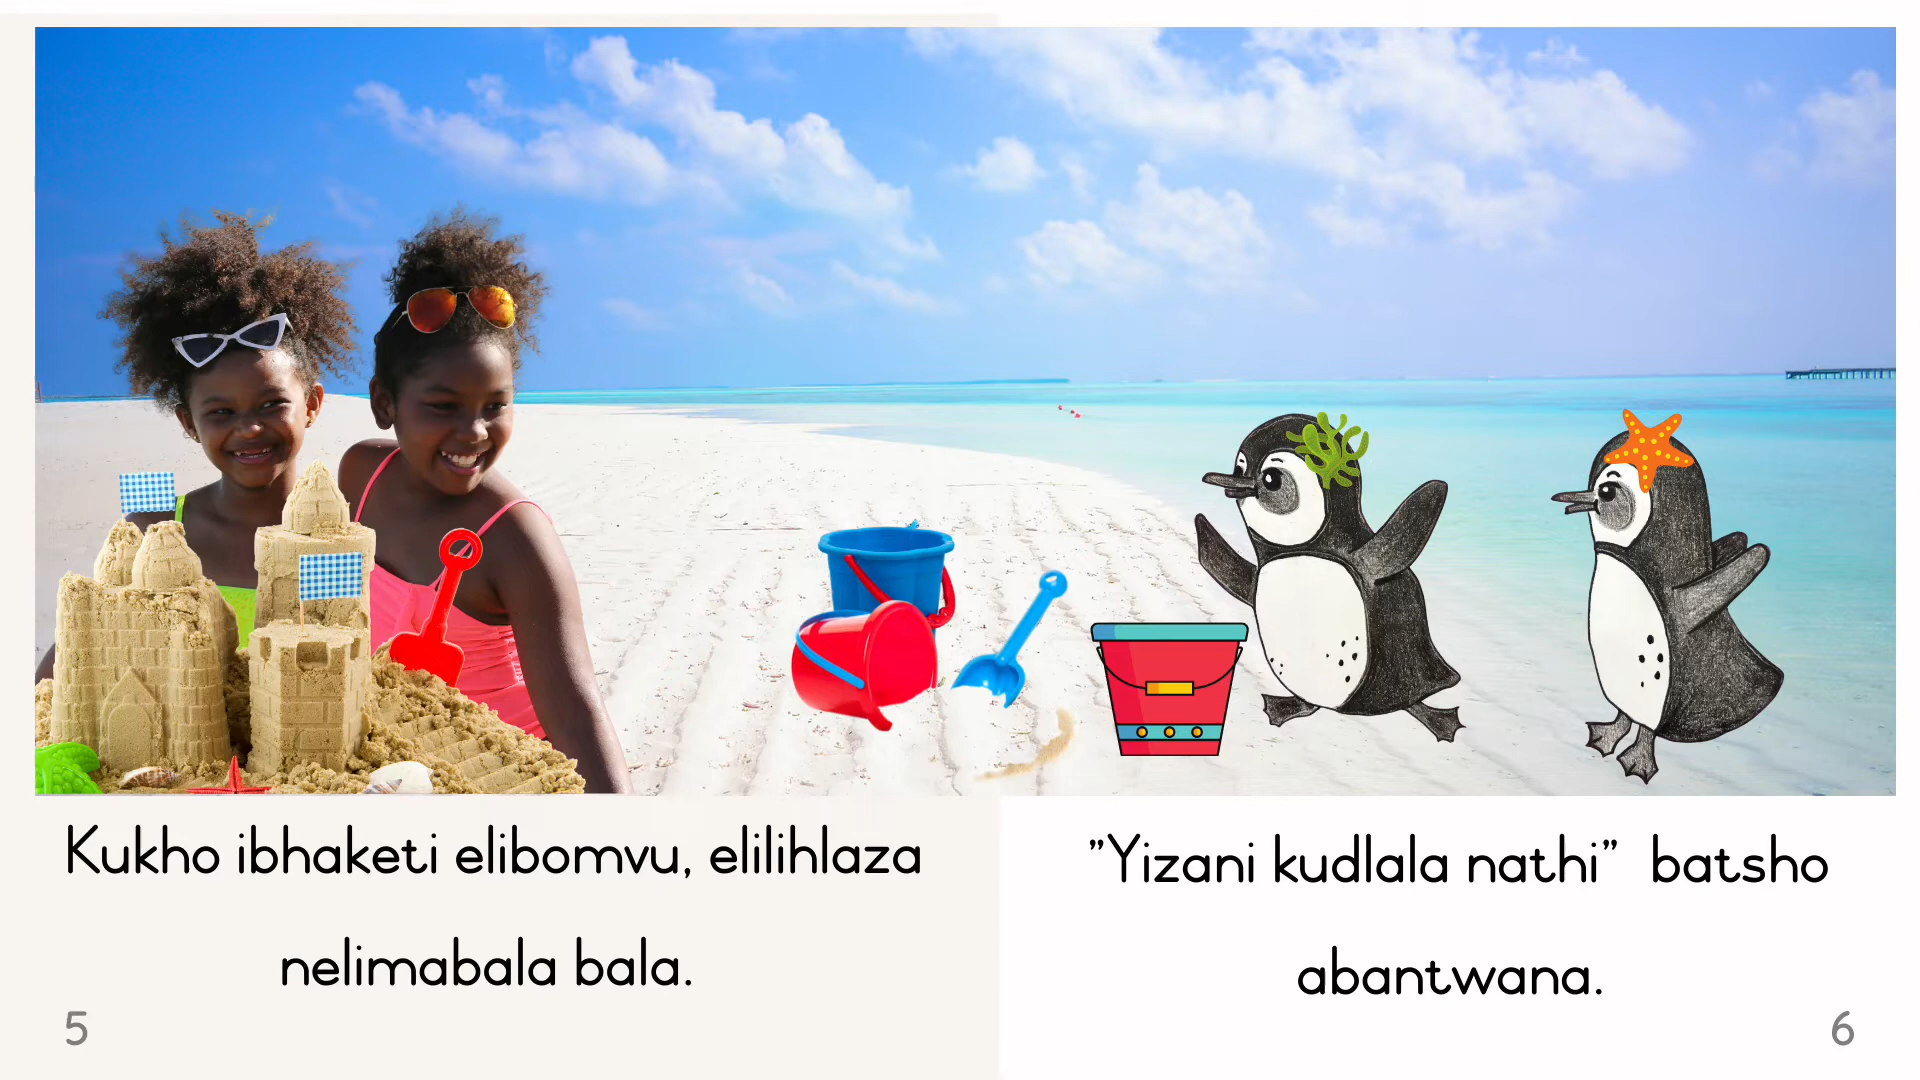 Kukho ibhaketi elibomvu, elilihlaza
nelimabala bala.
5
"Yizani kudlala nathi" batsho
abantwana.
6